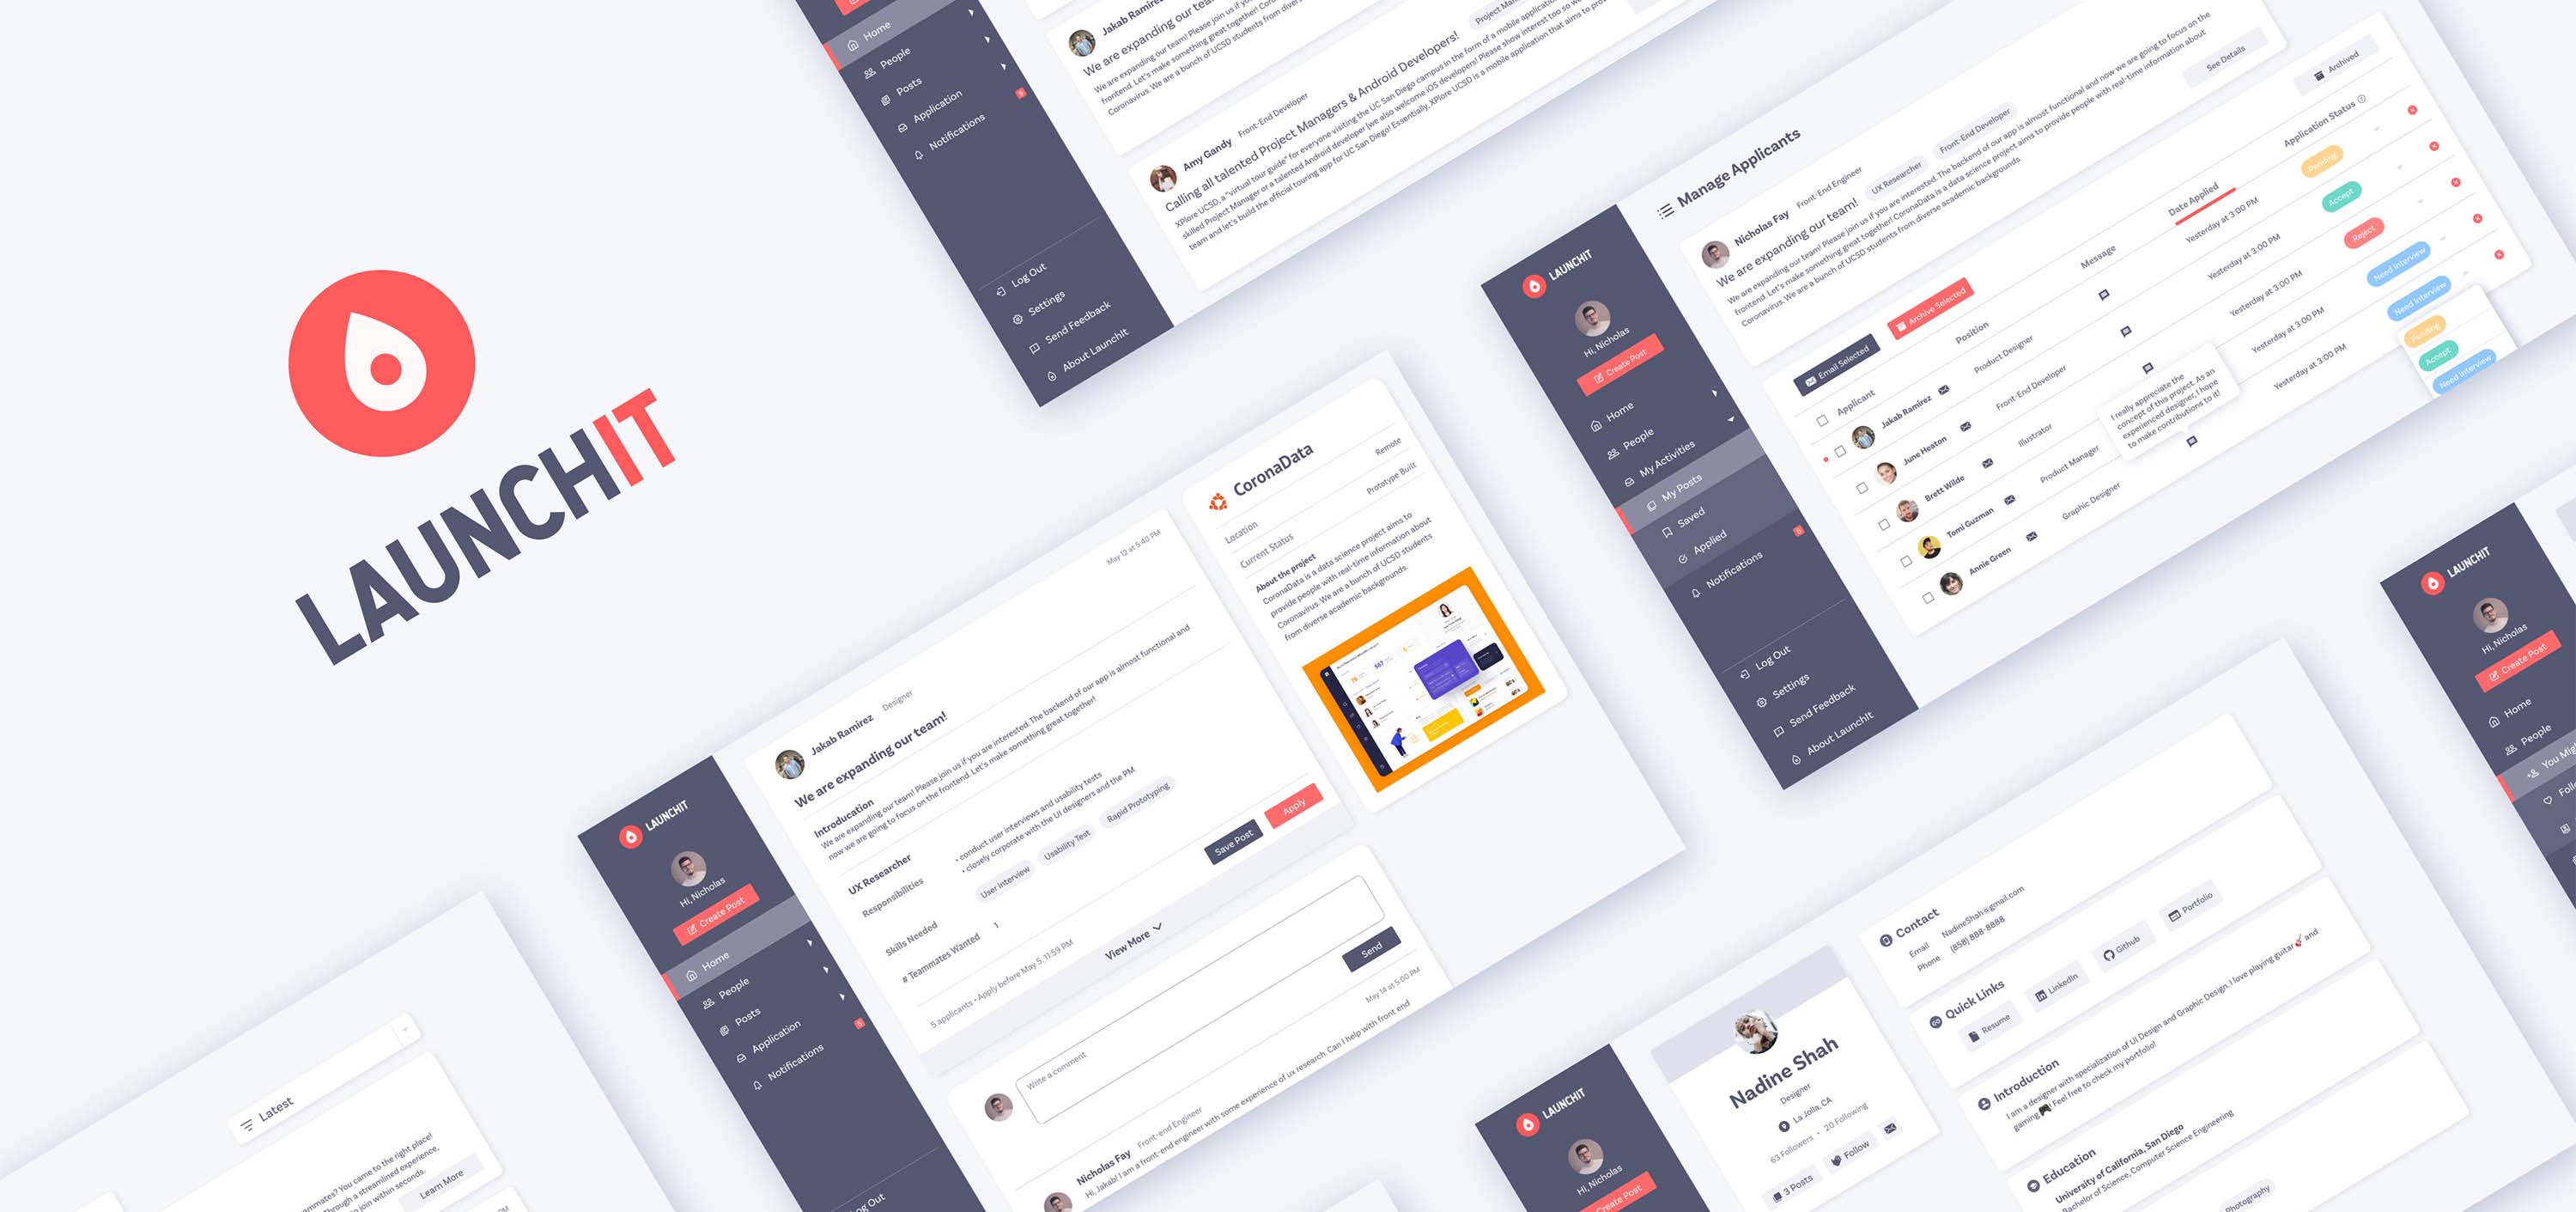 LAUNCHIT
Home
People
Posts
Application
5
Notifications
Log Out
Settings
Send Feedback
About LaunchIt
Jakab Ramirez
We are expanding our team!
We are expanding our team! Please join us if you
frontend. Let's make something great together!
Coronavirus. We are a bunch of UCSD students from diverse
Amy Gandy Front-End Developer
Calling all talented Project Managers & Android Developers!
XPlore UCSD, a "virtual tour guide" for everyone visiting the UC San Diego campus in the form of a mobile application
skilled Project Manager or a talented Android developer (we also welcome iOS developers! Please show interest too so we
team and let's build the official touring app for UC San Diego! Essentially, XPlore UCSD is a mobile application that aims to
LAUNCHIT
Hi, Nicholas
Create Post
Home
People
My Activities
My Posts
Saved
Applied
Notifications
5
Log Out
Settings
Send Feedback
About LaunchIt
Manage Applicants
Nicholas Fay Front-End Engineer
We are expanding our team! UX Researcher Front-End Developer
We are expanding our team! Please join us if you are interested. The backend of our app is almost functional and now we are going to focus on the
frontend. Let's make something great together! CoronaData is a data science project aims to provide people with real-time information about
Coronavirus. We are a bunch of UCSD students from diverse academic backgrounds.
See Details
Email Selected
Archive Selected
Archived
Applicant Position Message Date Applied Application Status
Jakab Ramirez Product Designer Yesterday at 3:00 PM Pending
June Heaton Front-End Developer Yesterday at 3:00 PM Accept
Brett Wilde Illustrator Yesterday at 3:00 PM Reject
Tomi Guzman Product Manager Yesterday at 3:00 PM Need Interview
Annie Green Graphic Designer Yesterday at 3:00 PM Need Interview
I really appreciate the
concept of this project. As an
experienced designer, I hope
to make contributions to it!
Pending
Accept
Need Interview
LAUNCHIT
Hi, Nicholas
Create Post
Home
People
Posts
Application
5
Notifications
Log Out
May 12 at 5:40 PM
Jakab Ramirez Designer
We are expanding our team!
Introducation
We are expanding our team! Please join us if you are interested. The backend of our app is almost functional and
now we are going to focus on the frontend. Let's make something great together!
UX Researcher
Responsibilities
• conduct user interviews and usability tests
• closely corporate with the UI designers and the PM
Skills Needed
User Interview
Usability Test
Rapid Prototyping
# Teammates Wanted 1
5 applicants • Apply before May 5, 11:59 PM
Save Post
Apply
View More
Write a comment
Send
May 14 at 5:00 PM
Nicholas Fay Front-end Engineer
Hi, Jakab! I am a front-end engineer with some experience of ux research. Can I help with front end
CoronaData
Location Remote
Current Status Prototype Built
About the project
CoronaData is a data science project aims to
provide people with real-time information about
Coronavirus. We are a bunch of UCSD students
from diverse academic backgrounds.
Latest
You came to the right place!
Through a streamlined experience,
join within seconds.
Learn More
LAUNCHIT
Hi, Nicholas
Create Post
Nadine Shah
Designer
La Jolla, CA
63 Followers • 20 Following
3 Posts
Follow
Contact
Email NadineShah@gmail.com
Phone (858) 888-8888
Quick Links
Resume
LinkedIn
Github
Portfolio
Introduction
I am a designer with specialization of UI Design and Graphic Design. I love playing guitar🎸 and
gaming🎮! Feel free to check my portfolio!
Education
University of California, San Diego
Bachelor of Science, Computer Science Engineering
Photography
LAUNCHIT
Hi, Nicholas
Create Post
Home
People